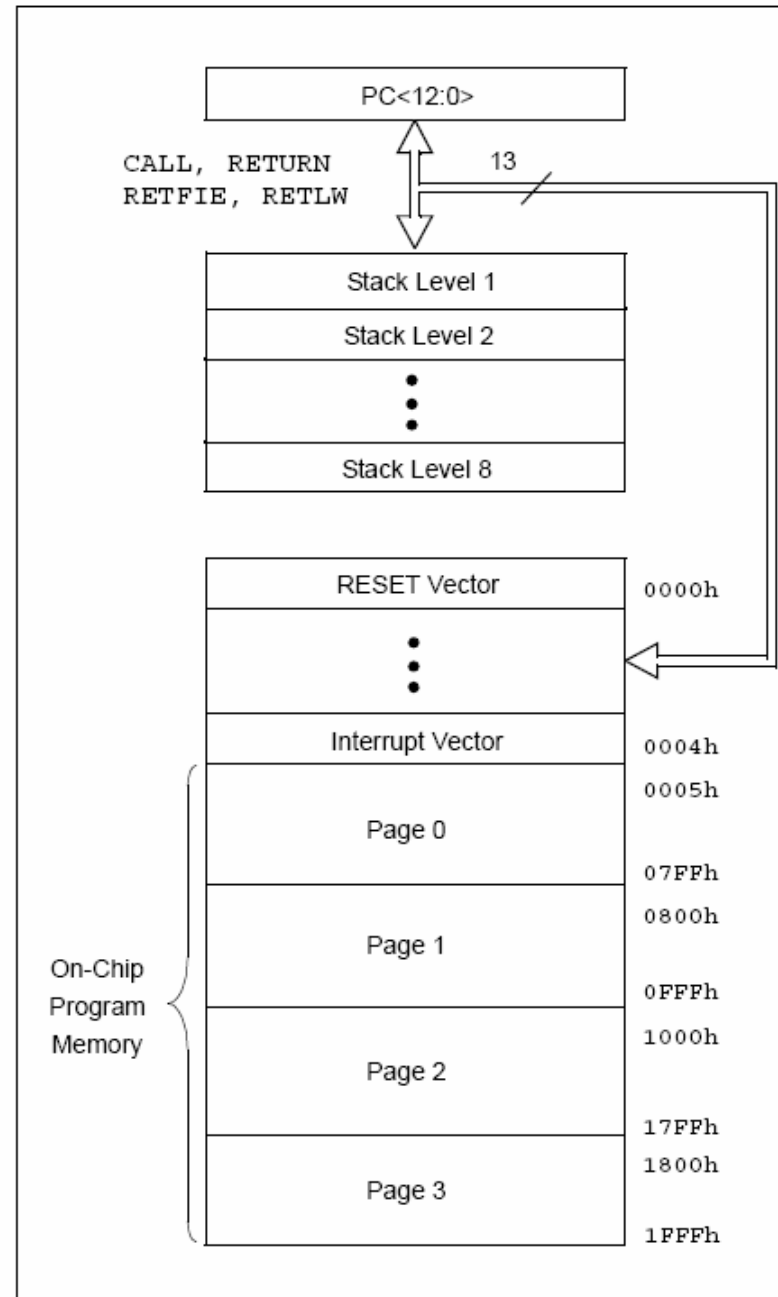 PC<12:0>
CALL, RETURN
RETFIE, RETLW
13
Stack Level 1
Stack Level 2
Stack Level 8
RESET Vector
0000h
Interrupt Vector
0004h
0005h
Page 0
07FFh
0800h
Page 1
0FFFh
On-Chip
Program
Memory
1000h
Page 2
17FFh
1800h
Page 3
1FFFh